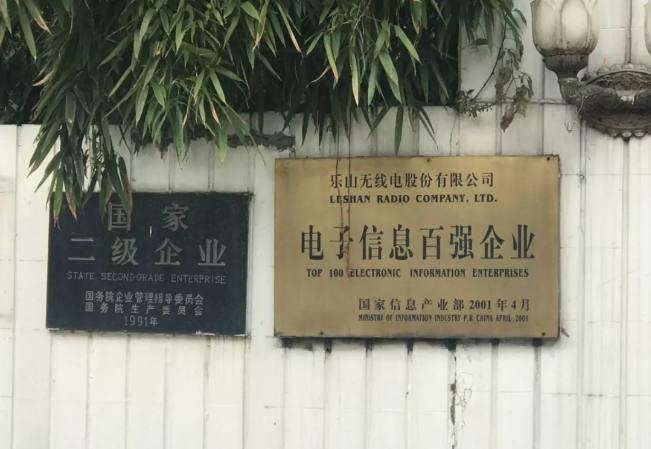 国家
二级企业
STATE SECOND-GRADE ENTERPRISE
国务院企业管理指导委员会
国务院生产委员会
1991年
乐山无线电股份有限公司
LESHAN RADIO COMPANY, LTD.
电子信息百强企业
TOP 100 ELECTRONIC INFORMATION ENTERPRISES
国家信息产业部 2001年4月
MINISTRY OF INFORMATION INDUSTRY P.R.CHINA APRIL, 2001